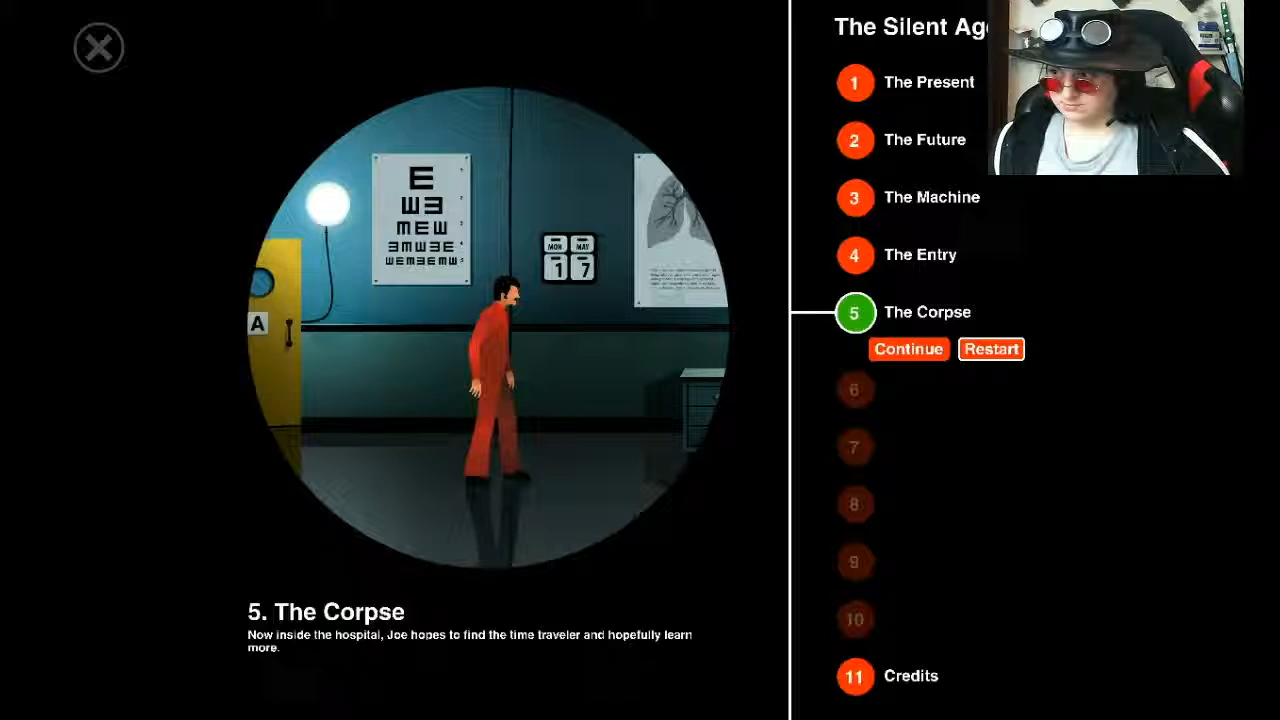 The Silent Ag
1 The Present
2 The Future
3 The Machine
4 The Entry
5 The Corpse
Continue Restart
6
7
8
9
10
11 Credits
E
MON MAY
1 7
A
5. The Corpse
Now inside the hospital, Joe hopes to find the time traveler and hopefully learn
more.